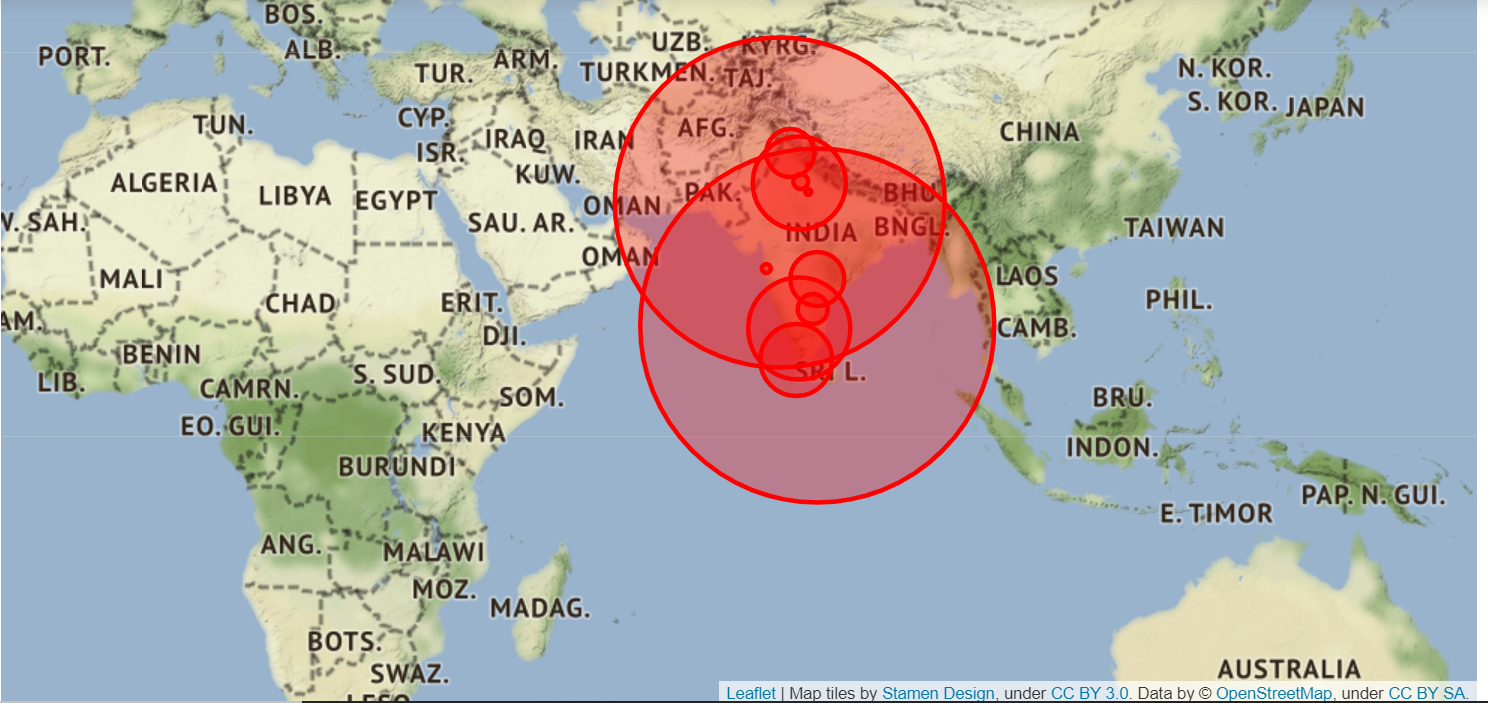 BOS.
PORT.
ALB.
TUR.
ARM.
UZB.
KYRG.
TURKMEN.
TAJ.
N. KOR.
S. KOR.
JAPAN
TUN.
CYP.
ISR.
IRAQ
IRAN
AFG.
CHINA
KUW.
ALGERIA
LIBYA
EGYPT
OMAN
PAK.
BHU.
W. SAH.
SAU. AR.
INDIA
BNGL.
TAIWAN
OMAN
MALI
CHAD
ERIT.
LAOS
PHIL.
AM.
DJI.
CAMB.
BENIN
LIB.
CAMRN.
S. SUD.
SOM.
SRI L.
BRU.
EQ. GUI.
KENYA
INDON.
BURUNDI
PAP. N. GUI.
E. TIMOR
ANG.
MALAWI
MOZ.
MADAG.
BOTS.
SWAZ.
LESO
AUSTRALIA
Leaflet | Map tiles by Stamen Design, under CC BY 3.0. Data by © OpenStreetMap, under CC BY SA.